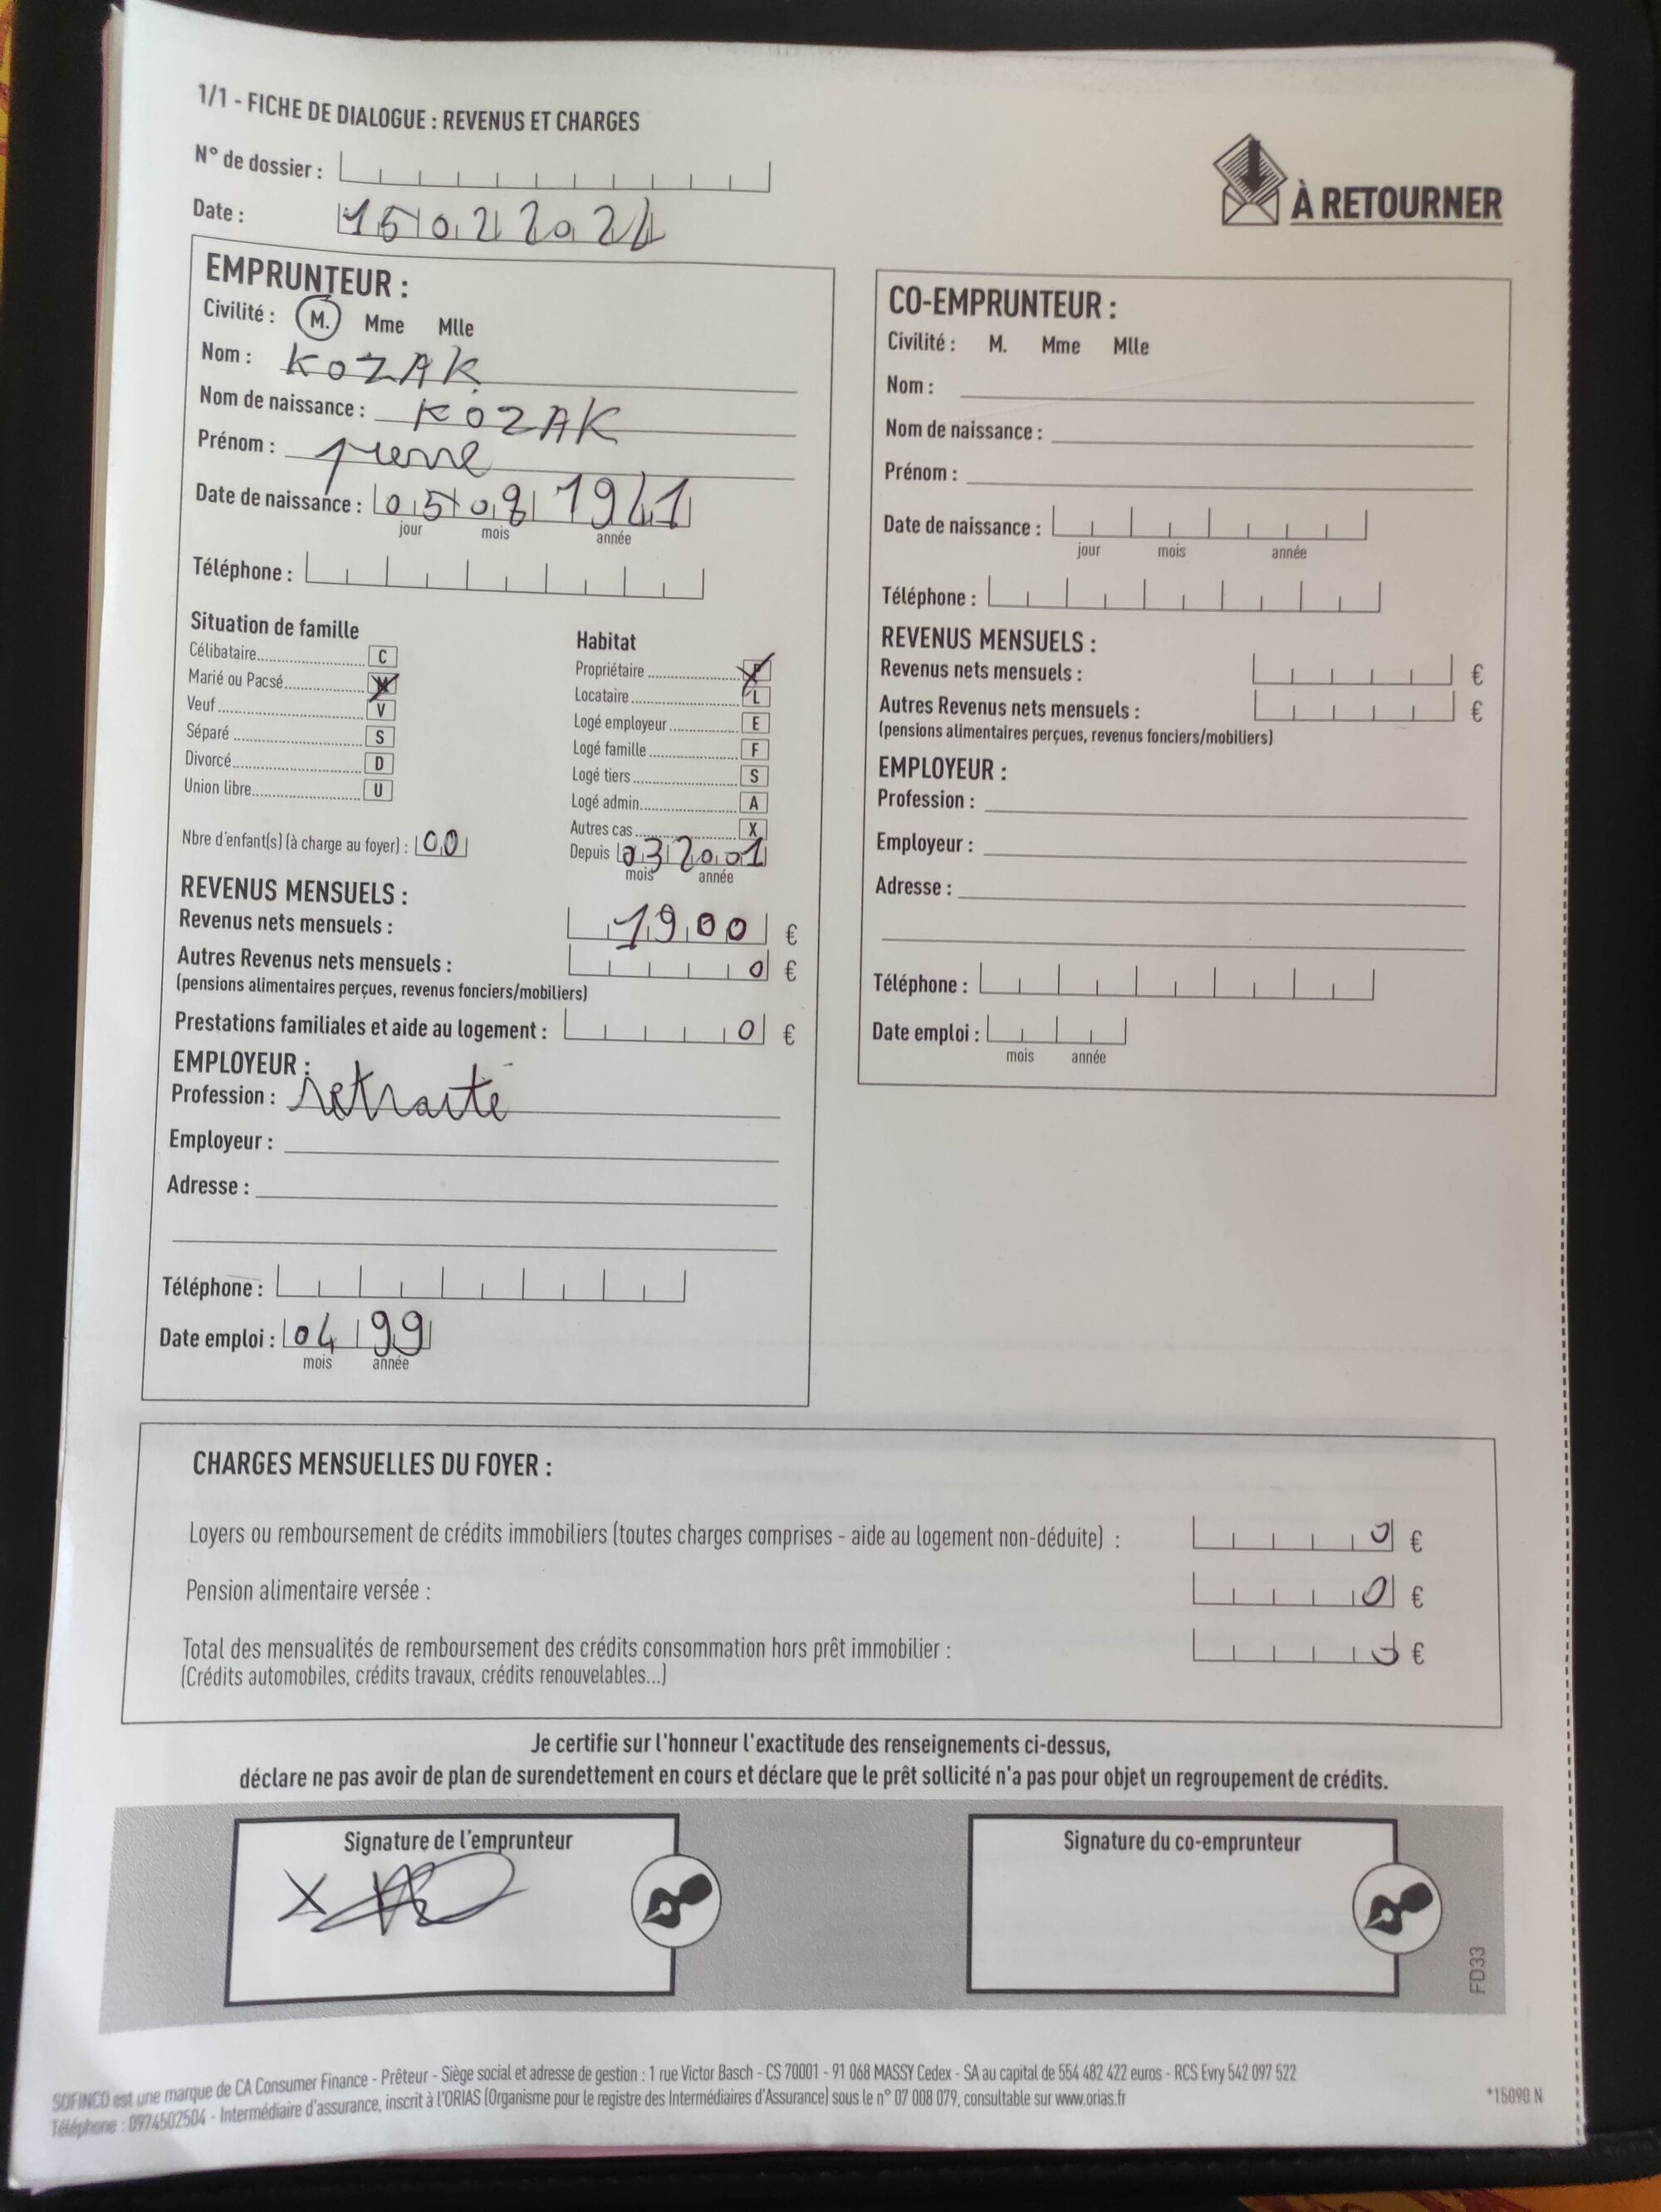 1/1 - FICHE DE DIALOGUE : REVENUS ET CHARGES
N° de dossier :
Date : 15 02 2024
À RETOURNER
EMPRUNTEUR :
Civilité : M. Mme Mlle
Nom : KOZAK
Nom de naissance : KOZAK
Prénom : pierre
Date de naissance : 05 08 1941
jour mois année
Téléphone :
Situation de famille
Célibataire C
Marié ou Pacsé M
Veuf V
Séparé S
Divorcé D
Union libre U
Nbre d'enfant(s) (à charge au foyer) : 00
Habitat
Propriétaire P
Locataire L
Logé employeur E
Logé famille F
Logé tiers S
Logé admin. A
Autres cas X
Depuis 03 2001
mois année
REVENUS MENSUELS :
Revenus nets mensuels : 1900 €
Autres Revenus nets mensuels : 0 €
(pensions alimentaires perçues, revenus fonciers/mobiliers)
Prestations familiales et aide au logement : 0 €
EMPLOYEUR :
Profession : retraité
Employeur :
Adresse :
Téléphone :
Date emploi : 04 99
mois année
CO-EMPRUNTEUR :
Civilité : M. Mme Mlle
Nom :
Nom de naissance :
Prénom :
Date de naissance :
jour mois année
Téléphone :
REVENUS MENSUELS :
Revenus nets mensuels : €
Autres Revenus nets mensuels : €
(pensions alimentaires perçues, revenus fonciers/mobiliers)
EMPLOYEUR :
Profession :
Employeur :
Adresse :
Téléphone :
Date emploi :
mois année
CHARGES MENSUELLES DU FOYER :
Loyers ou remboursement de crédits immobiliers (toutes charges comprises - aide au logement non-déduite) : 0 €
Pension alimentaire versée : 0 €
Total des mensualités de remboursement des crédits consommation hors prêt immobilier : 0 €
(Crédits automobiles, crédits travaux, crédits renouvelables...)
Je certifie sur l'honneur l'exactitude des renseignements ci-dessus,
déclare ne pas avoir de plan de surendettement en cours et déclare que le prêt sollicité n'a pas pour objet un regroupement de crédits.
Signature de l'emprunteur
X
Signature du co-emprunteur
FD33
SOFINCO est une marque de CA Consumer Finance - Prêteur - Siège social et adresse de gestion : 1 rue Victor Basch - CS 70001 - 91 068 MASSY Cedex - SA au capital de 554 482 422 euros - RCS Evry 542 097 522
Téléphone : 0974502504 - Intermédiaire d'assurance, inscrit à l'ORIAS (Organisme pour le registre des Intermédiaires d'Assurance) sous le n° 07 008 079, consultable sur www.orias.fr
*15090 N